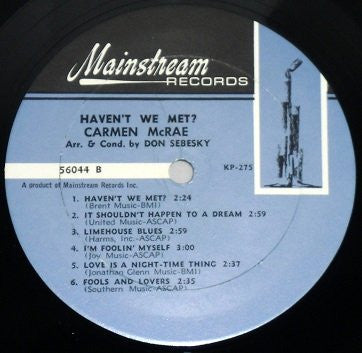 Mainstream
RECORDS
HAVEN'T WE MET?
CARMEN McRAE
Arr. & Cond. by DON SEBESKY
56044 B
KP-275
A product of Mainstream Records Inc.
1. HAVEN'T WE MET? 2:24
(Brent Music-BMI)
2. IT SHOULDN'T HAPPEN TO A DREAM 2:59
(United Music-ASCAP)
3. LIMEHOUSE BLUES 2:59
(Harms, Inc.-ASCAP)
4. I'M FOOLIN' MYSELF 3:00
(Joy Music-ASCAP)
5. LOVE IS A NIGHT-TIME THING 2:37
(Jonathan Glenn Music-BMI)
6. FOOLS AND LOVERS 2:35
(Southern Music-ASCAP)